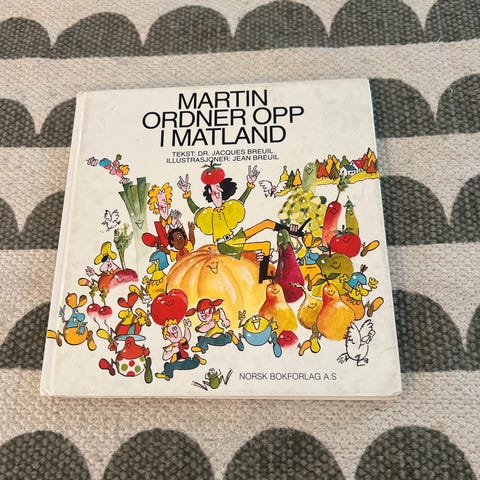 MARTIN
ORDNER OPP
I MATLAND
TEKST: DR. JACQUES BREUIL
ILLUSTRASJONER: JEAN BREUIL
NORSK BOKFORLAG A.S